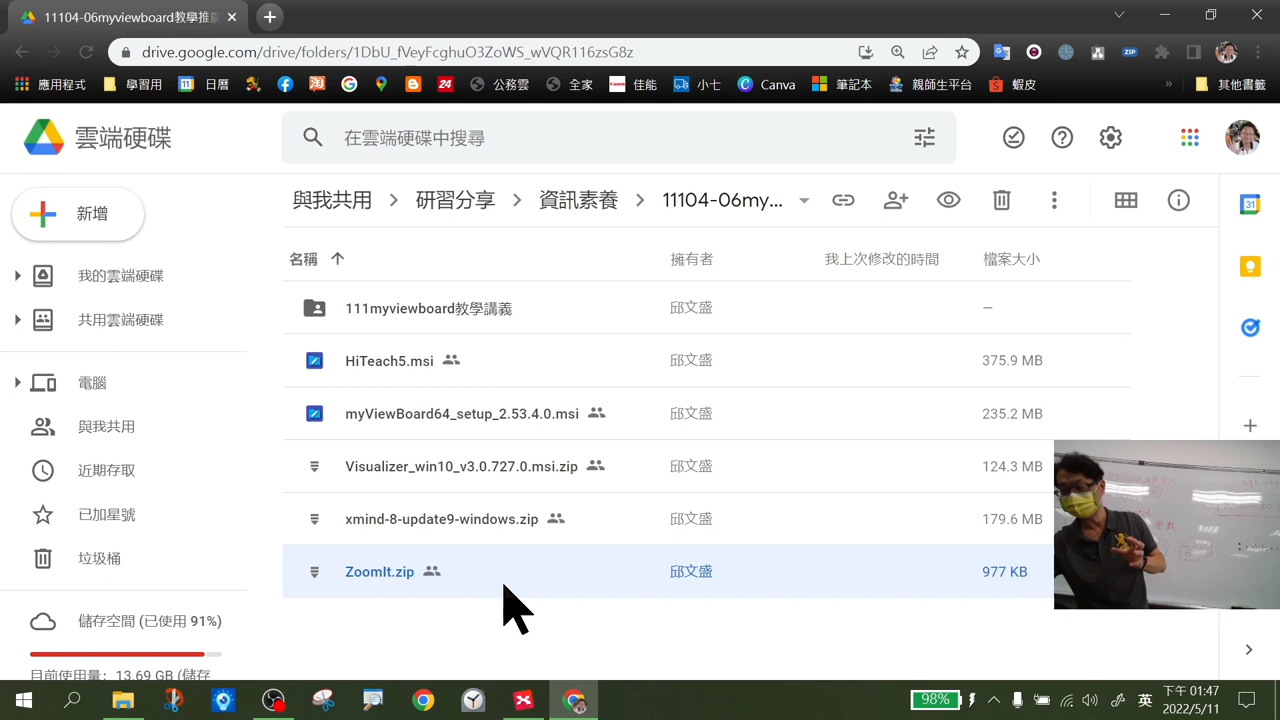 11104-06myviewboard教學推廣
drive.google.com/drive/folders/1DbU_fVeyFcghuO3ZoWS_wVQR116zsG8z
應用程式 學習用 日曆 公務雲 全家 佳能 小七 Canva 筆記本 親師生平台 蝦皮 » 其他書籤
雲端硬碟
在雲端硬碟中搜尋
新增
與我共用 研習分享 資訊素養 11104-06my...
名稱 擁有者 我上次修改的時間 檔案大小
我的雲端硬碟
共用雲端硬碟
電腦
與我共用
近期存取
已加星號
垃圾桶
儲存空間 (已使用 91%)
目前使用量：13.69 GB (儲存
111myviewboard教學講義 邱文盛 —
HiTeach5.msi 邱文盛 375.9 MB
myViewBoard64_setup_2.53.4.0.msi 邱文盛 235.2 MB
Visualizer_win10_v3.0.727.0.msi.zip 邱文盛 124.3 MB
xmind-8-update9-windows.zip 邱文盛 179.6 MB
ZoomIt.zip 邱文盛 977 KB
98% 英 下午 01:47
2022/5/11